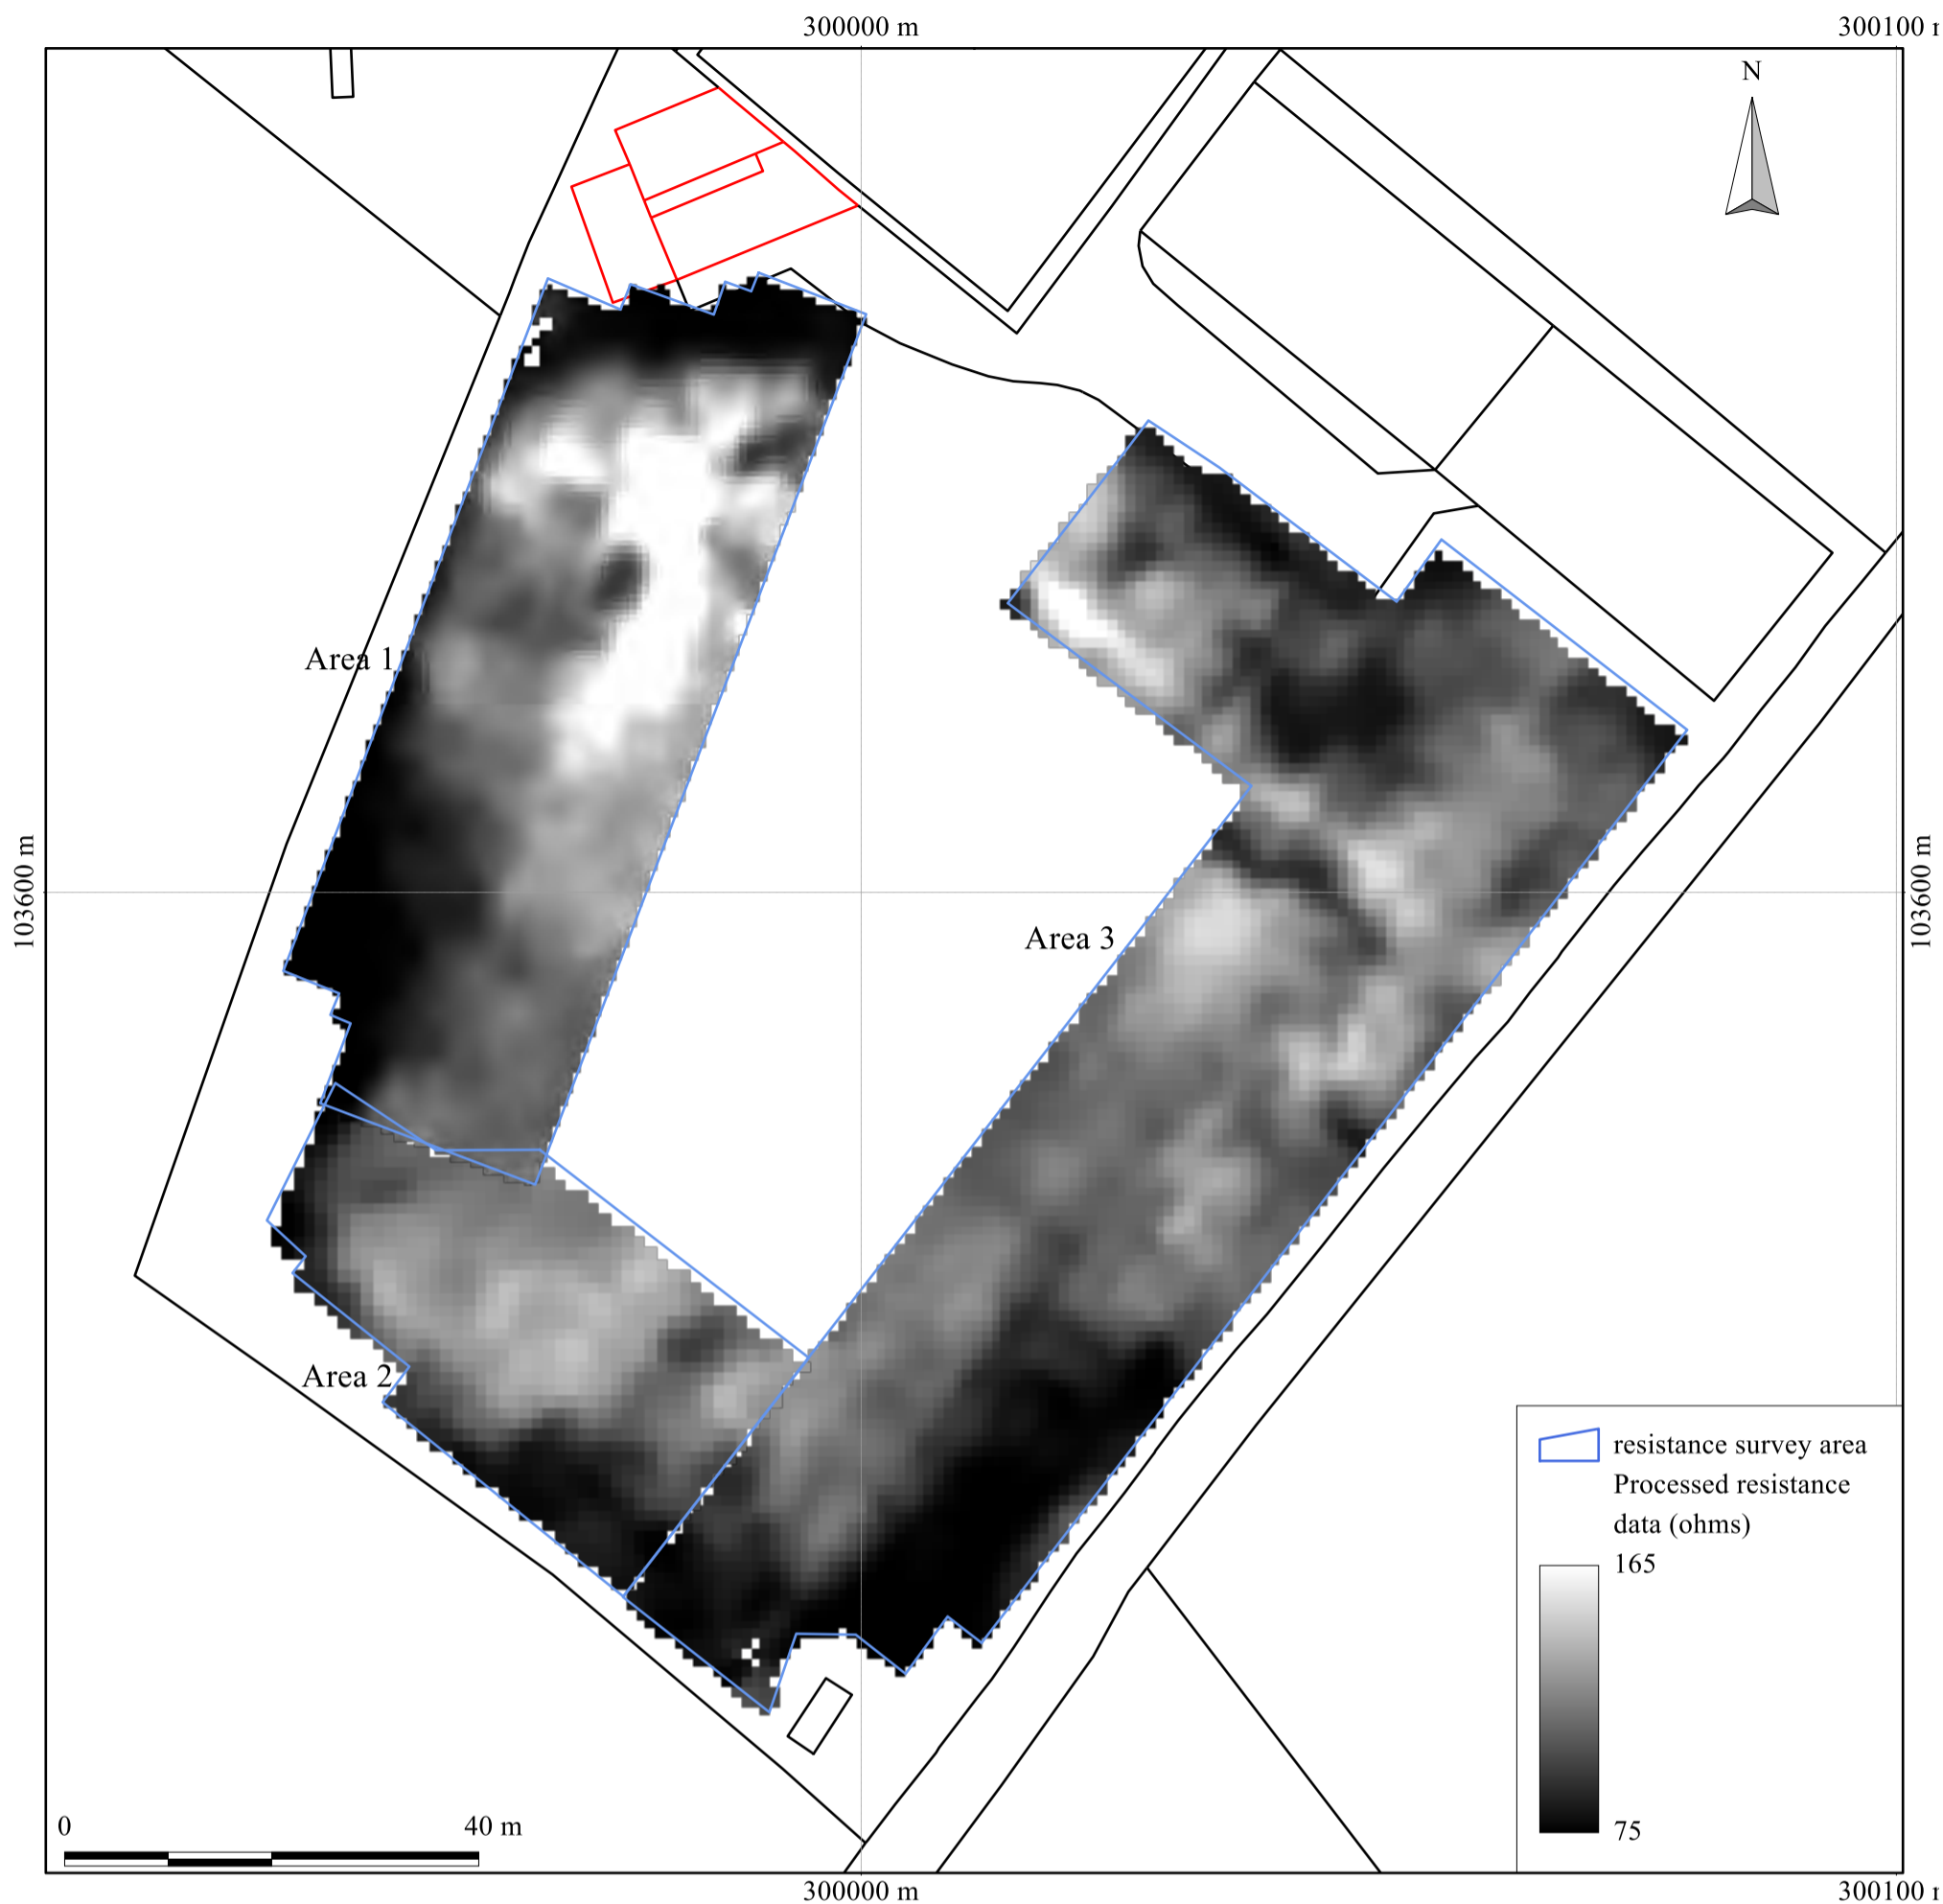 300000 m
300100 m
N
Area 1
103600 m
103600 m
Area 3
Area 2
resistance survey area
Processed resistance
data (ohms)
165
75
0
40 m
300000 m
300100 m